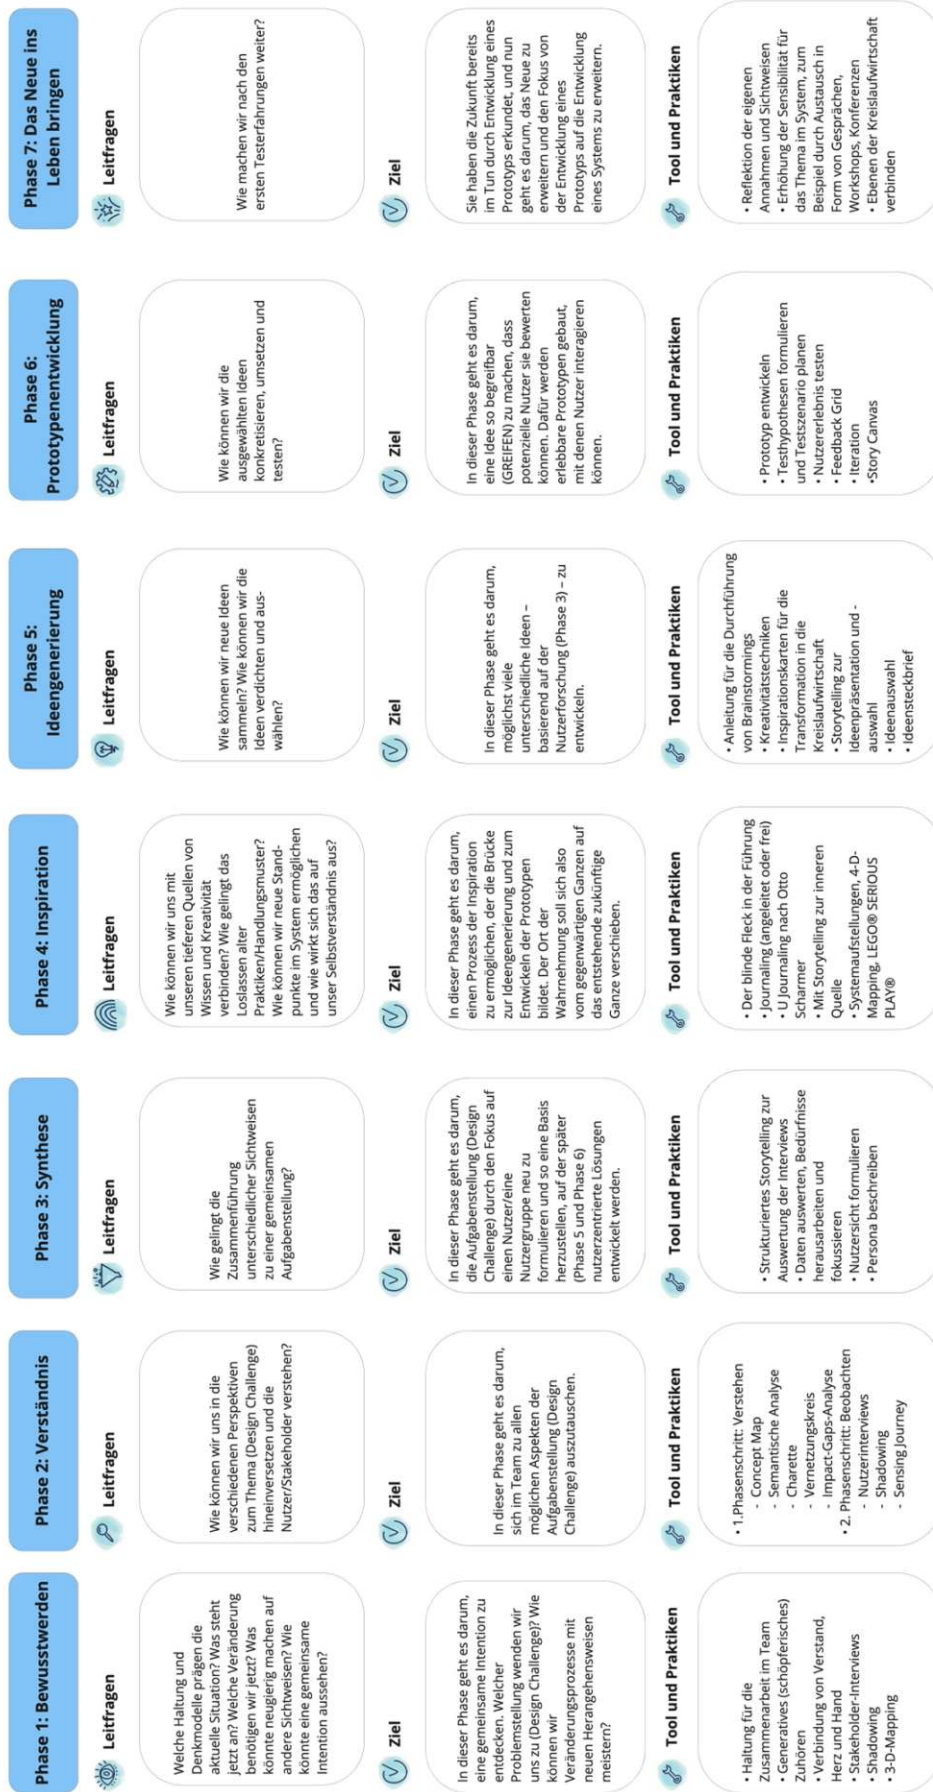 Phase 1: Bewusstwerden
Leitfragen
Welche Haltung und
Denkmodelle prägen die
aktuelle Situation? Was steht
jetzt an? Welche Veränderung
benötigen wir jetzt? Was
könnte neugierig machen auf
andere Sichtweisen? Wie
könnte eine gemeinsame
Intention aussehen?
Ziel
In dieser Phase geht es darum,
eine gemeinsame Intention zu
entdecken. Welcher
Problemstellung wenden wir
uns zu (Design Challenge)? Wie
können wir
Veränderungsprozesse mit
neuen Herangehensweisen
meistern?
Tool und Praktiken
• Haltung für die
Zusammenarbeit im Team
• Generatives (schöpferisches)
Zuhören
• Verbindung von Verstand,
Herz und Hand
• Stakeholder-Interviews
• Shadowing
• 3-D-Mapping
Phase 2: Verständnis
Leitfragen
Wie können wir uns in die
verschiedenen Perspektiven
zum Thema (Design Challenge)
hineinversetzen und die
Nutzer/Stakeholder verstehen?
Ziel
In dieser Phase geht es darum,
sich im Team zu allen
möglichen Aspekten der
Aufgabenstellung (Design
Challenge) auszutauschen.
Tool und Praktiken
• 1.Phasenschritt: Verstehen
- Concept Map
- Semantische Analyse
- Charette
- Vernetzungskreis
- Impact-Gaps-Analyse
• 2. Phasenschritt: Beobachten
- Nutzerinterviews
- Shadowing
- Sensing Journey
Phase 3: Synthese
Leitfragen
Wie gelingt die
Zusammenführung
unterschiedlicher Sichtweisen
zu einer gemeinsamen
Aufgabenstellung?
Ziel
In dieser Phase geht es darum,
die Aufgabenstellung (Design
Challenge) durch den Fokus auf
einen Nutzer/eine
Nutzergruppe neu zu
formulieren und so eine Basis
herzustellen, auf der später
(Phase 5 und Phase 6)
nutzerzentrierte Lösungen
entwickelt werden.
Tool und Praktiken
• Strukturiertes Storytelling zur
Auswertung der Interviews
• Daten auswerten, Bedürfnisse
herausarbeiten und
fokussieren
• Nutzersicht formulieren
• Persona beschreiben
Phase 4: Inspiration
Leitfragen
Wie können wir uns mit
unseren tieferen Quellen von
Wissen und Kreativität
verbinden? Wie gelingt das
Loslassen alter
Praktiken/Handlungsmuster?
Wie können wir neue Stand-
punkte im System ermöglichen
und wie wirkt sich das auf
unser Selbstverständnis aus?
Ziel
In dieser Phase geht es darum,
einen Prozess der Inspiration
zu ermöglichen, der die Brücke
zur Ideengenerierung und zum
Entwickeln der Prototypen
bildet. Der Ort der
Wahrnehmung soll sich also
vom gegenwärtigen Ganzen auf
das entstehende zukünftige
Ganze verschieben.
Tool und Praktiken
• Der blinde Fleck in der Führung
• Journaling (angeleitet oder frei)
• U Journaling nach Otto
Scharmer
• Mit Storytelling zur inneren
Quelle
• Systemaufstellungen, 4-D-
Mapping, LEGO® SERIOUS
PLAY®
Phase 5:
Ideengenerierung
Leitfragen
Wie können wir neue Ideen
sammeln? Wie können wir die
Ideen verdichten und aus-
wählen?
Ziel
In dieser Phase geht es darum,
möglichst viele
unterschiedliche Ideen –
basierend auf der
Nutzerforschung (Phase 3) – zu
entwickeln.
Tool und Praktiken
• Anleitung für die Durchführung
von Brainstormings
• Kreativitätstechniken
• Inspirationskarten für die
Transformation in die
Kreislaufwirtschaft
• Storytelling zur
Ideenpräsentation und -
auswahl
• Ideenauswahl
• Ideensteckbrief
Phase 6:
Prototypenentwicklung
Leitfragen
Wie können wir die
ausgewählten Ideen
konkretisieren, umsetzen und
testen?
Ziel
In dieser Phase geht es darum,
eine Idee so begreifbar
(GREIFEN) zu machen, dass
potenzielle Nutzer sie bewerten
können. Dafür werden
erlebbare Prototypen gebaut,
mit denen Nutzer interagieren
können.
Tool und Praktiken
• Prototyp entwickeln
• Testhypothesen formulieren
und Testszenario planen
• Nutzererlebnis testen
• Feedback Grid
• Iteration
•Story Canvas
Phase 7: Das Neue ins
Leben bringen
Leitfragen
Wie machen wir nach den
ersten Testerfahrungen weiter?
Ziel
Sie haben die Zukunft bereits
im Tun durch Entwicklung eines
Prototyps erkundet, und nun
geht es darum, das Neue zu
erweitern und den Fokus von
der Entwicklung eines
Prototyps auf die Entwicklung
eines Systems zu erweitern.
Tool und Praktiken
• Reflektion der eigenen
Annahmen und Sichtweisen
• Erhöhung der Sensibilität für
das Thema im System, zum
Beispiel durch Austausch in
Form von Gesprächen,
Workshops, Konferenzen
• Ebenen der Kreislaufwirtschaft
verbinden